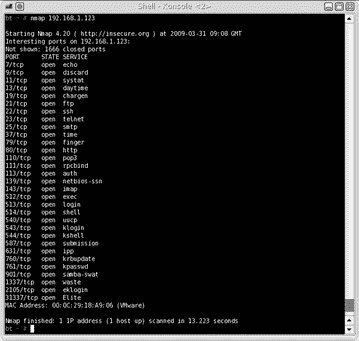 Shell - Konsole <2>
bt ~ # nmap 192.168.1.123
Starting Nmap 4.20 ( http://insecure.org ) at 2009-03-31 09:08 GMT
Interesting ports on 192.168.1.123:
Not shown: 1666 closed ports
PORT STATE SERVICE
7/tcp open echo
9/tcp open discard
11/tcp open systat
13/tcp open daytime
19/tcp open chargen
21/tcp open ftp
22/tcp open ssh
23/tcp open telnet
25/tcp open smtp
37/tcp open time
79/tcp open finger
80/tcp open http
110/tcp open pop3
111/tcp open rpcbind
113/tcp open auth
139/tcp open netbios-ssn
143/tcp open imap
512/tcp open exec
513/tcp open login
514/tcp open shell
540/tcp open uucp
543/tcp open klogin
544/tcp open kshell
587/tcp open submission
631/tcp open ipp
760/tcp open krbupdate
761/tcp open kpasswd
901/tcp open samba-swat
1337/tcp open waste
2105/tcp open eklogin
31337/tcp open Elite
MAC Address: 00:0C:29:18:A9:06 (VMware)
Nmap finished: 1 IP address (1 host up) scanned in 13.223 seconds
bt ~ #